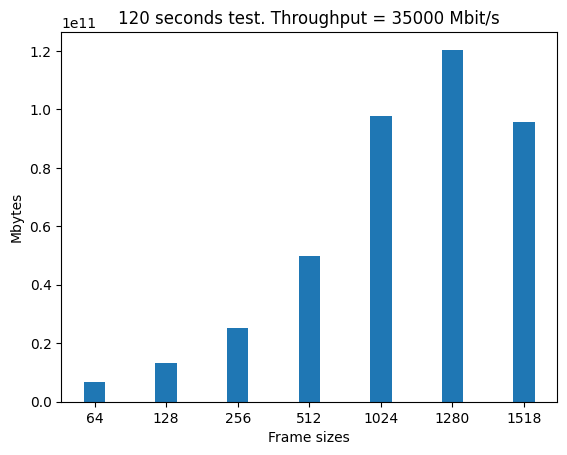 120 seconds test. Throughput = 35000 Mbit/s
1e11
1.2
1.0
0.8
0.6
0.4
0.2
0.0
Mbytes
64 128 256 512 1024 1280 1518
Frame sizes